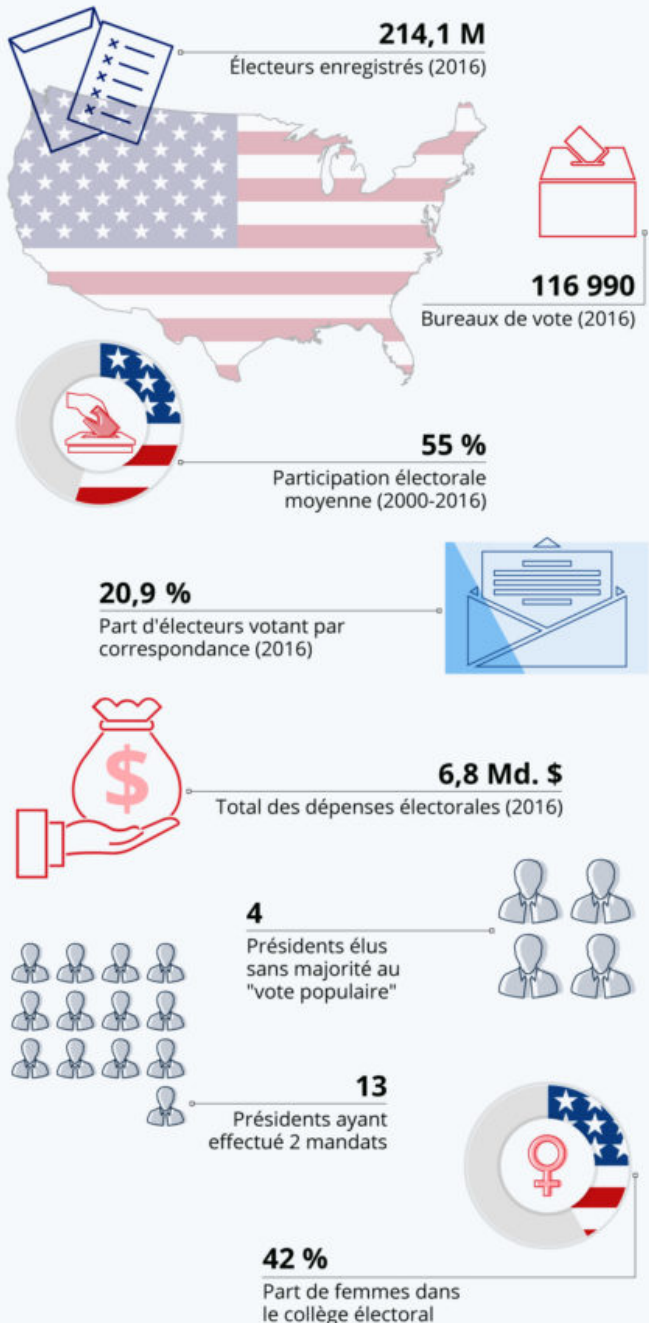 214,1 M
Électeurs enregistrés (2016)
116 990
Bureaux de vote (2016)
55 %
Participation électorale
moyenne (2000-2016)
20,9 %
Part d'électeurs votant par
correspondance (2016)
$
6,8 Md. $
Total des dépenses électorales (2016)
4
Présidents élus
sans majorité au
"vote populaire"
13
Présidents ayant
effectué 2 mandats
42 %
Part de femmes dans
le collège électoral